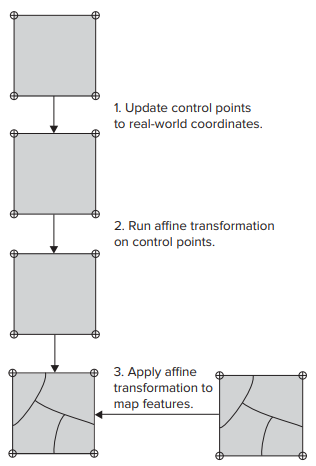 1. Update control points
to real-world coordinates.
2. Run affine transformation
on control points.
3. Apply affine
transformation to
map features.